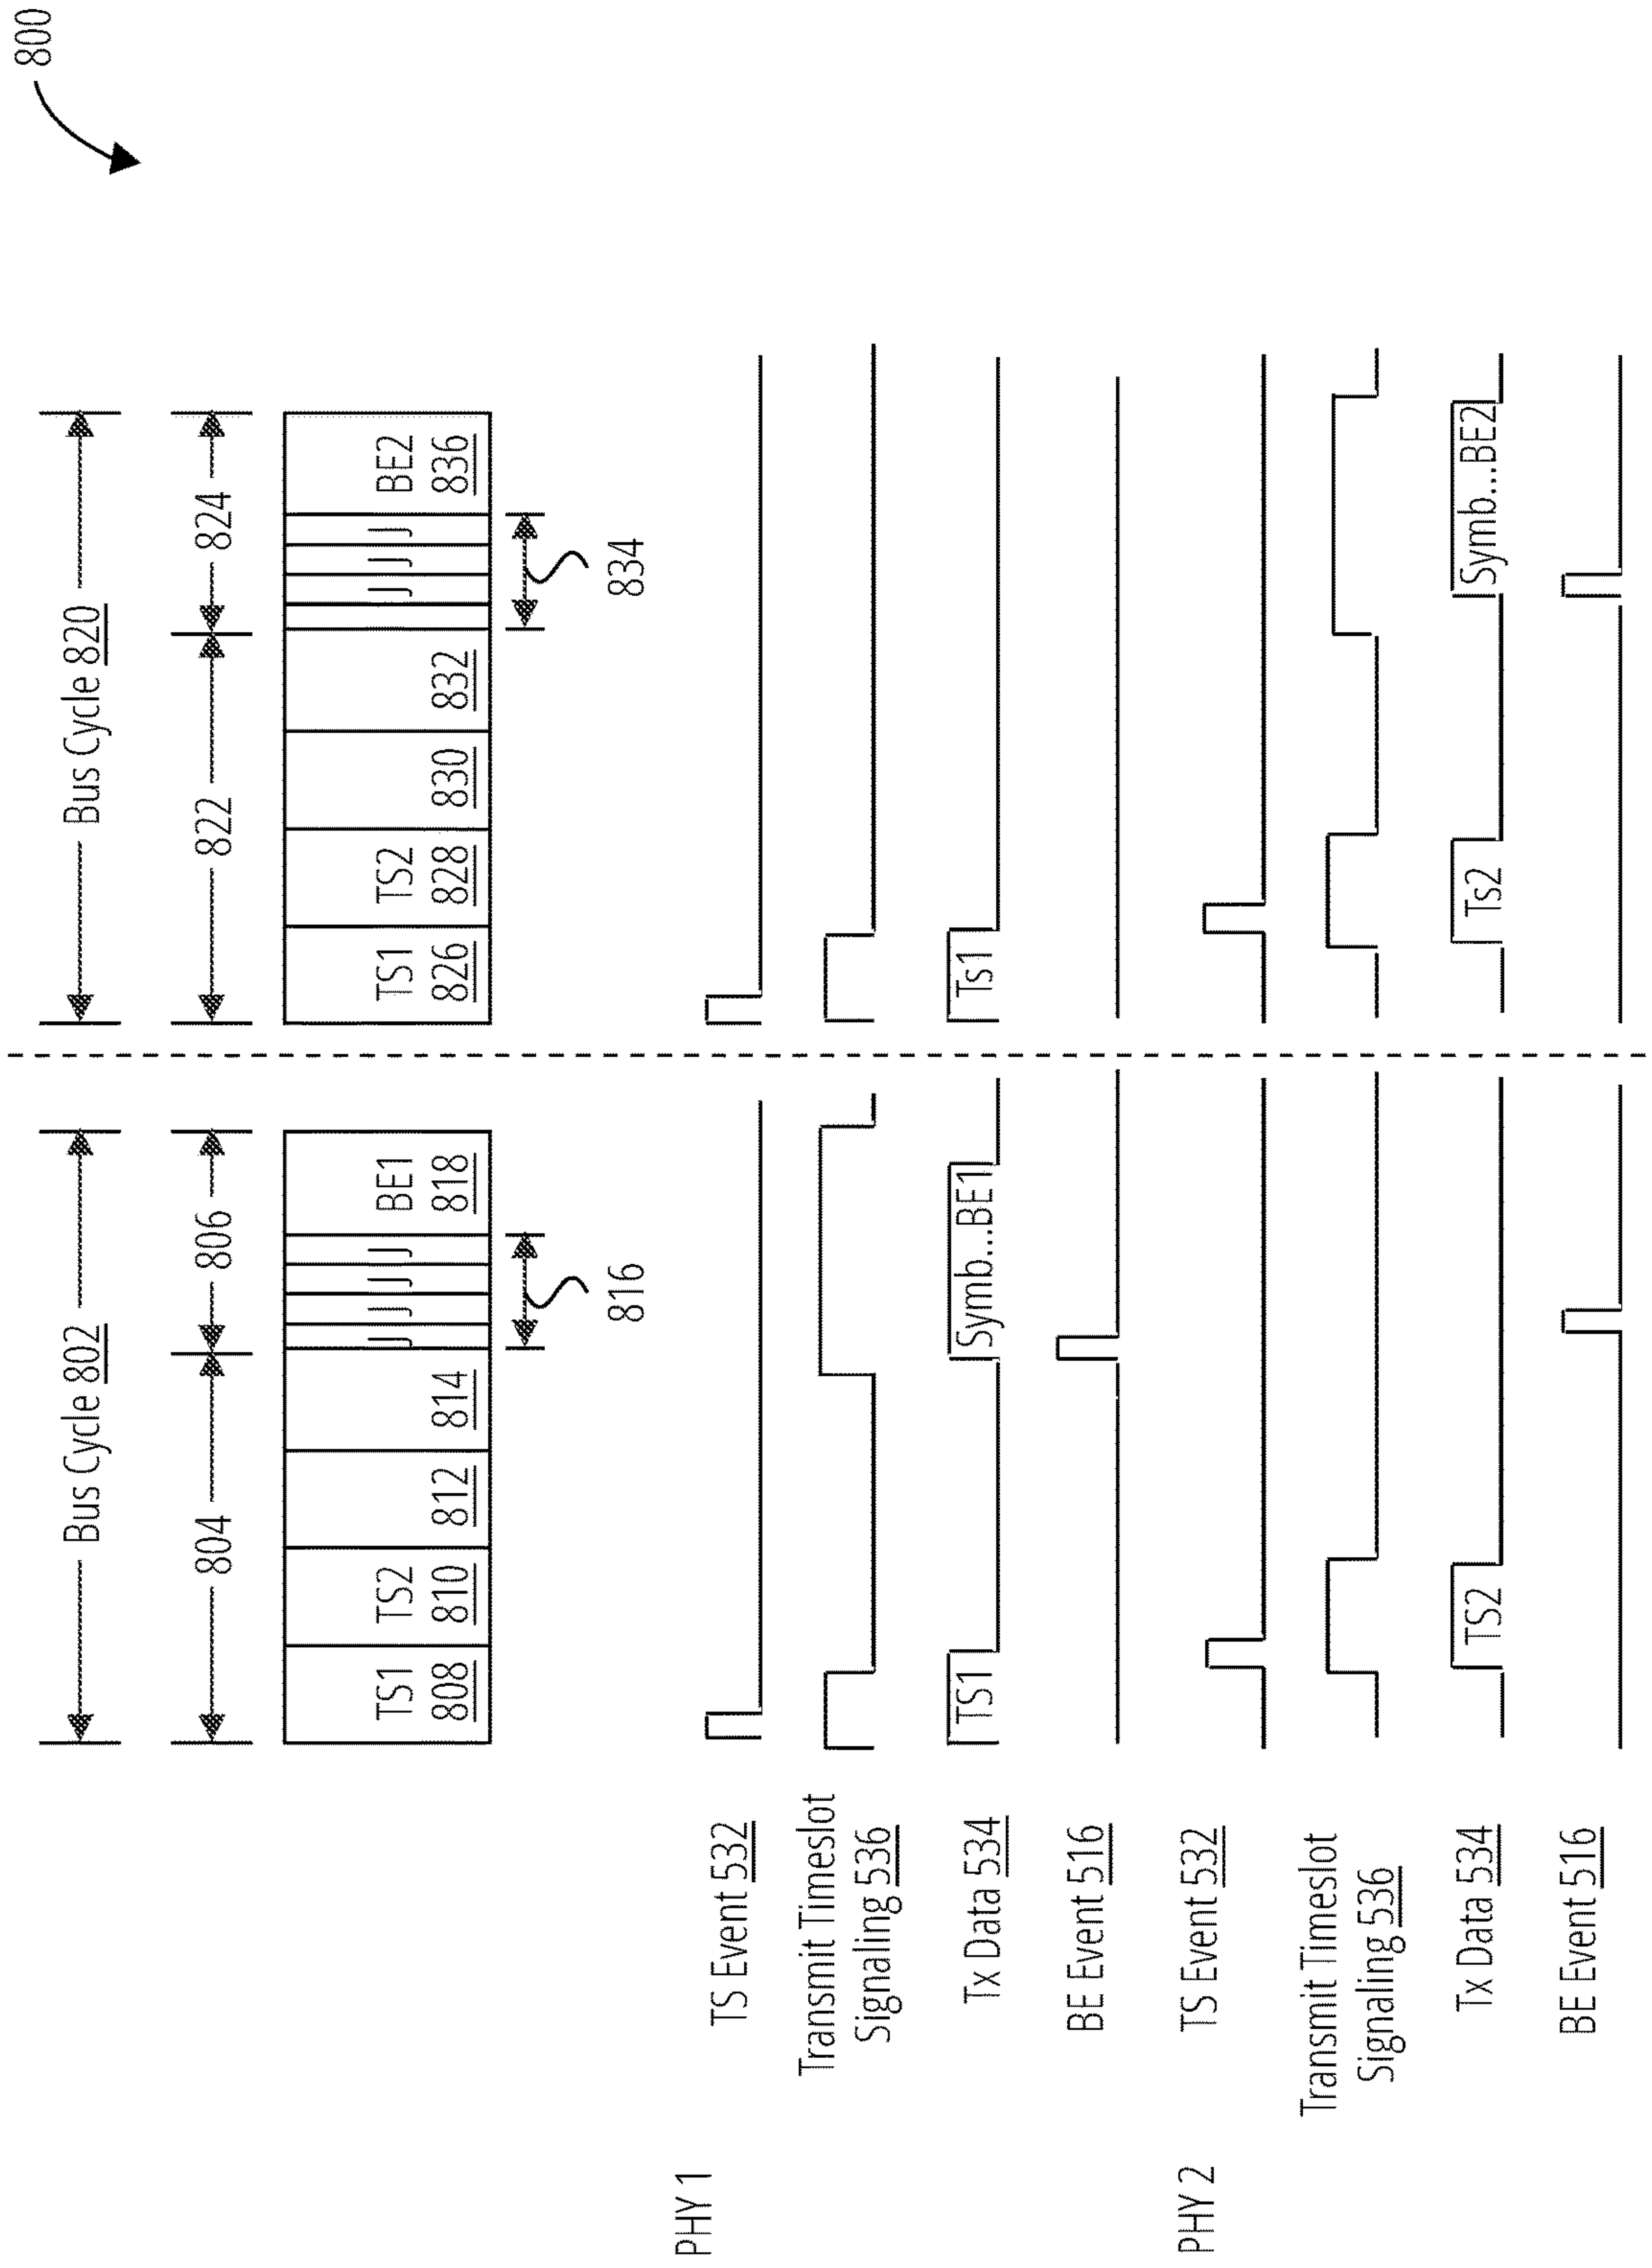 800
Bus Cycle 802
Bus Cycle 820
804
806
822
824
TS1
808
TS2
810
812
814
J
J
J
J
BE1
818
TS1
826
TS2
828
830
832
J
J
J
BE2
836
816
834
PHY 1
TS Event 532
Transmit Timeslot
Signaling 536
Tx Data 534
TS1
Symb...BE1
Ts1
BE Event 516
PHY 2
TS Event 532
Transmit Timeslot
Signaling 536
Tx Data 534
TS2
Ts2
Symb...BE2
BE Event 516